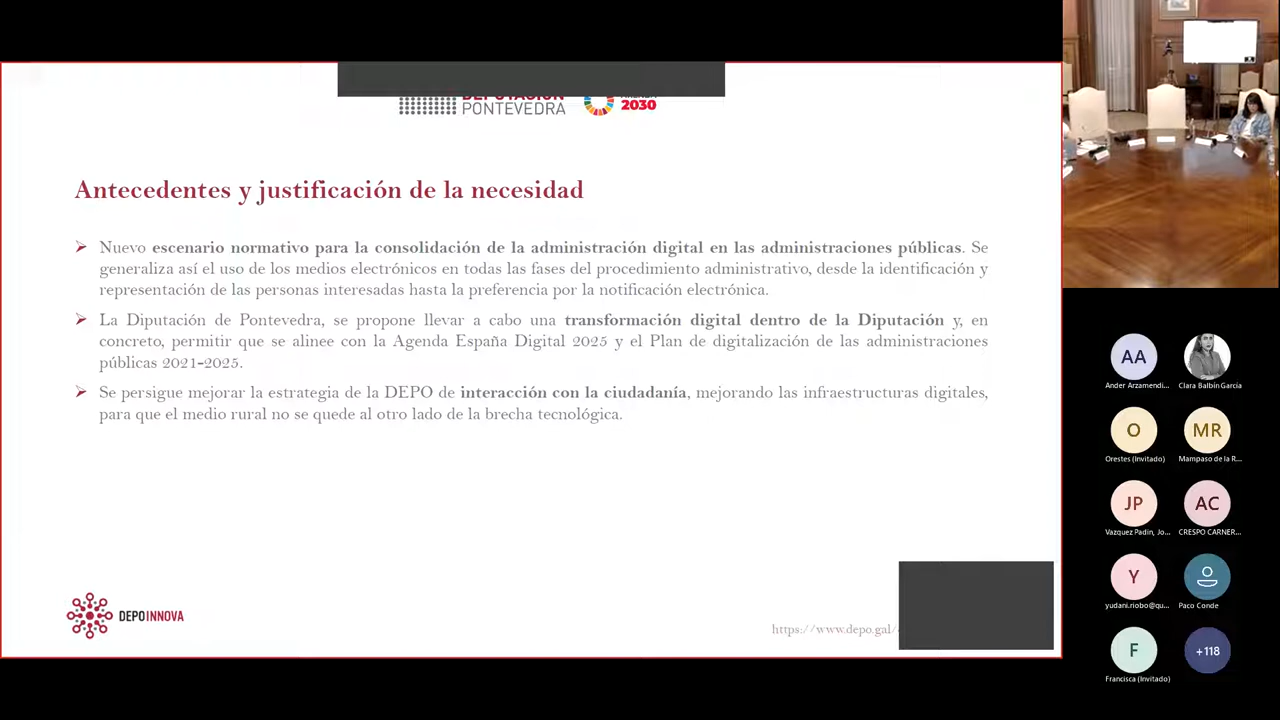 PONTEVEDRA
2030
Antecedentes y justificación de la necesidad
Nuevo escenario normativo para la consolidación de la administración digital en las administraciones públicas. Se
generaliza así el uso de los medios electrónicos en todas las fases del procedimiento administrativo, desde la identificación y
representación de las personas interesadas hasta la preferencia por la notificación electrónica.
La Diputación de Pontevedra, se propone llevar a cabo una transformación digital dentro de la Diputación y, en
concreto, permitir que se alinee con la Agenda España Digital 2025 y el Plan de digitalización de las administraciones
públicas 2021-2025.
Se persigue mejorar la estrategia de la DEPO de interacción con la ciudadanía, mejorando las infraestructuras digitales,
para que el medio rural no se quede al otro lado de la brecha tecnológica.
DEPOINNOVA
https://www.depo.gal/
AA
Ander Arzamendi...
Clara Balbín García
O
Orestes (Invitado)
MR
Mampaso de la R...
JP
Vazquez Padin, Jo...
AC
CRESPO CARNER...
Y
yudani.riobo@qu...
Paco Conde
F
Francisca (Invitado)
+118